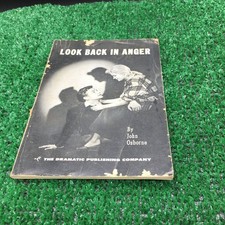 LOOK BACK IN ANGER
By
John
Osborne
THE DRAMATIC PUBLISHING COMPANY